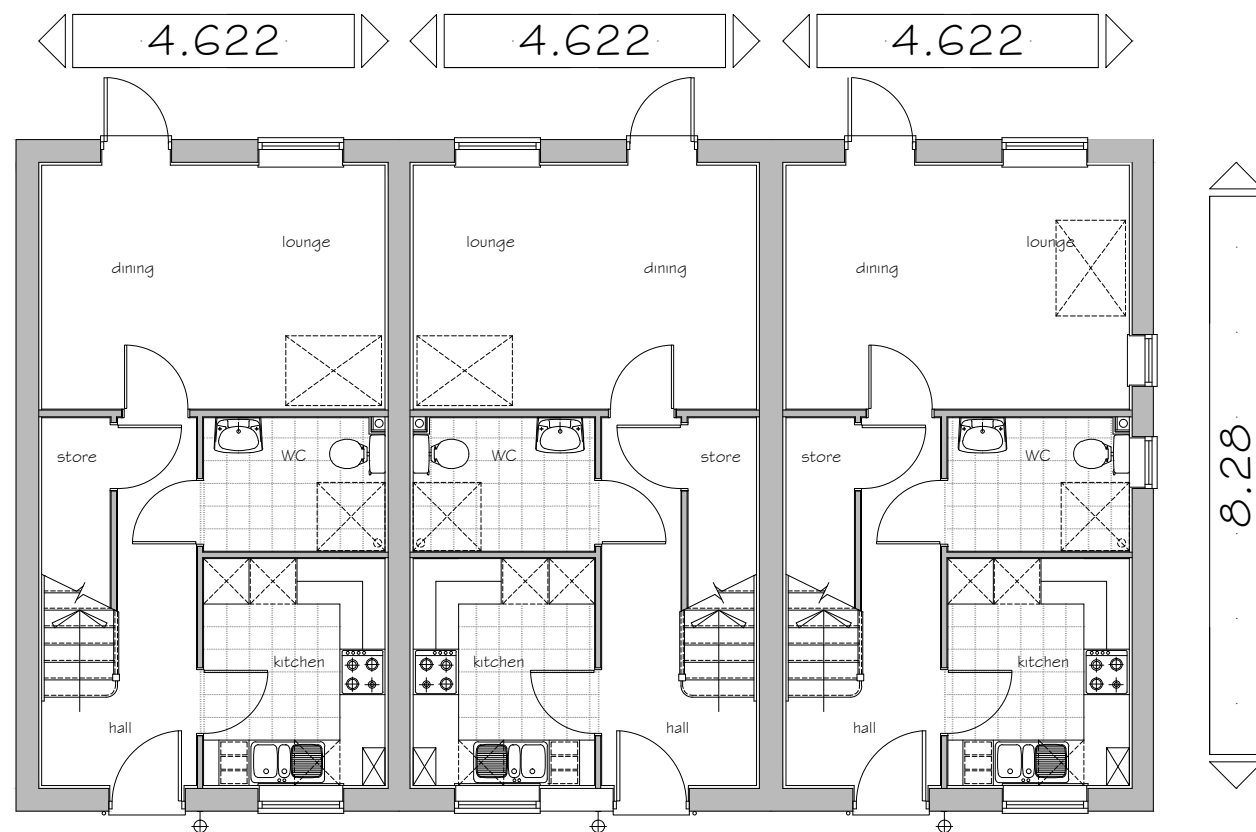 4.622 4.622 4.622
lounge lounge lounge
dining dining dining
store WC WC store store WC
8.28
kitchen kitchen kitchen
hall hall hall